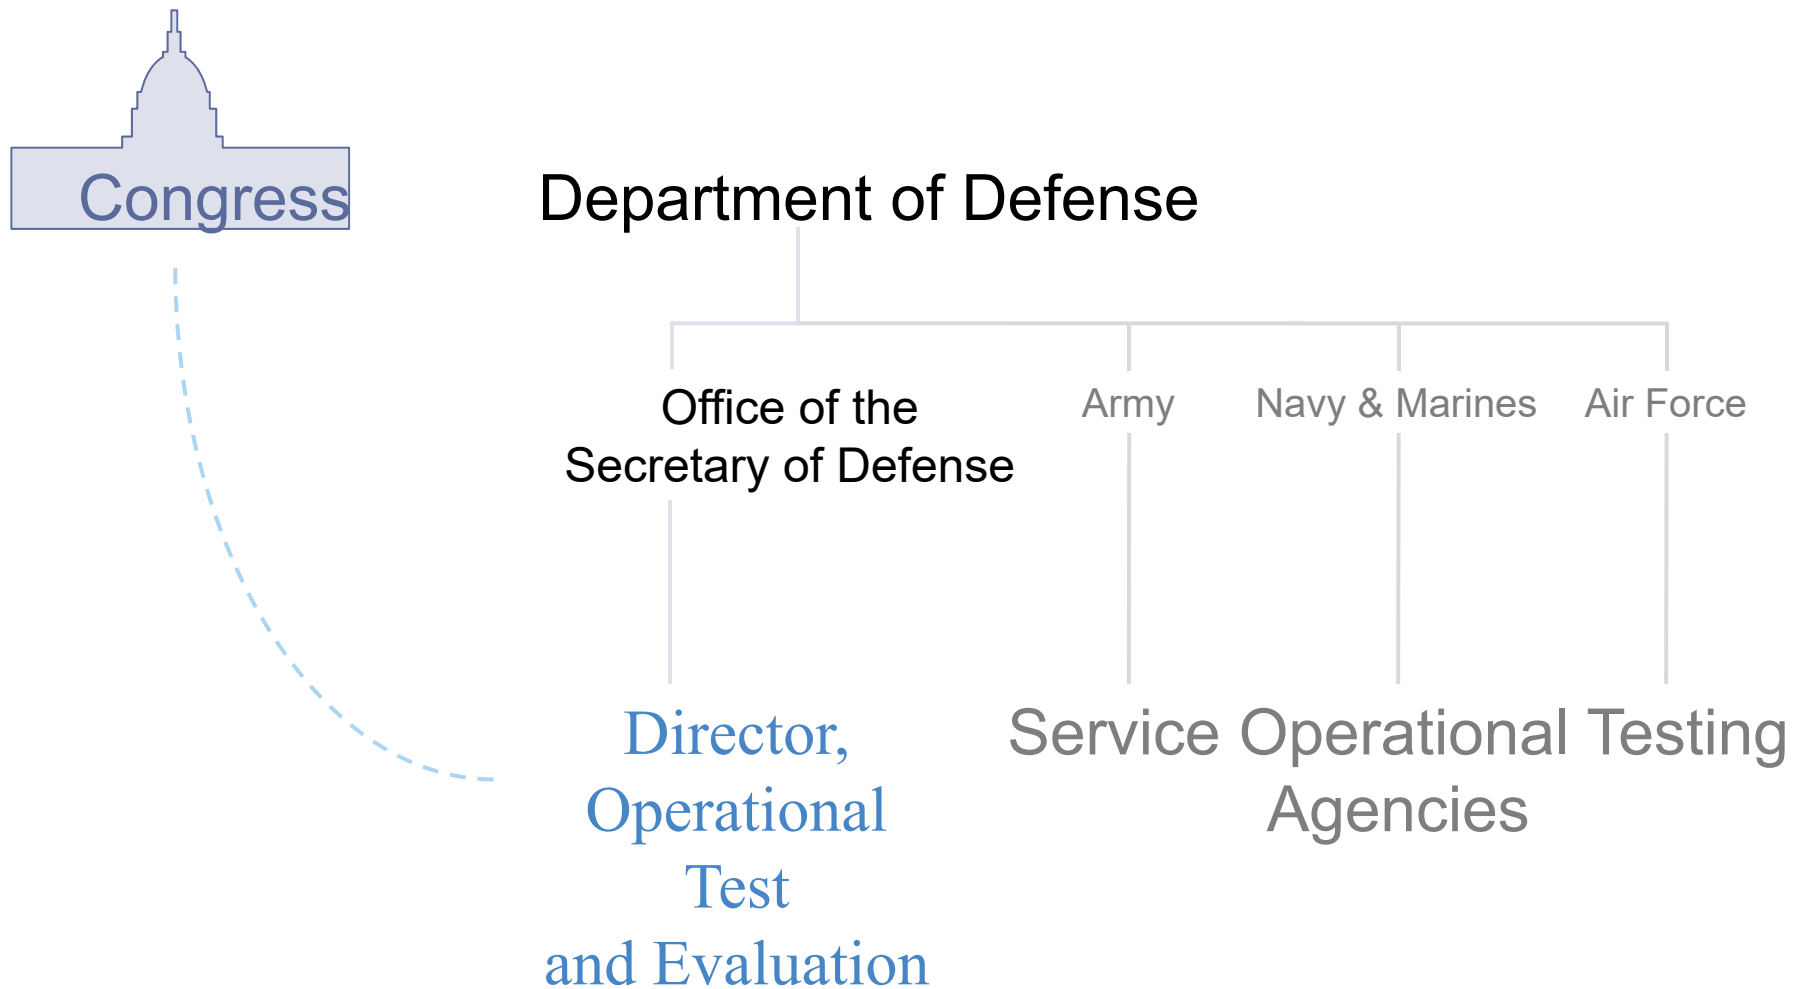 Congress
Department of Defense
Office of the
Secretary of Defense
Army
Navy & Marines
Air Force
Director,
Operational
Test
and Evaluation
Service Operational Testing
Agencies